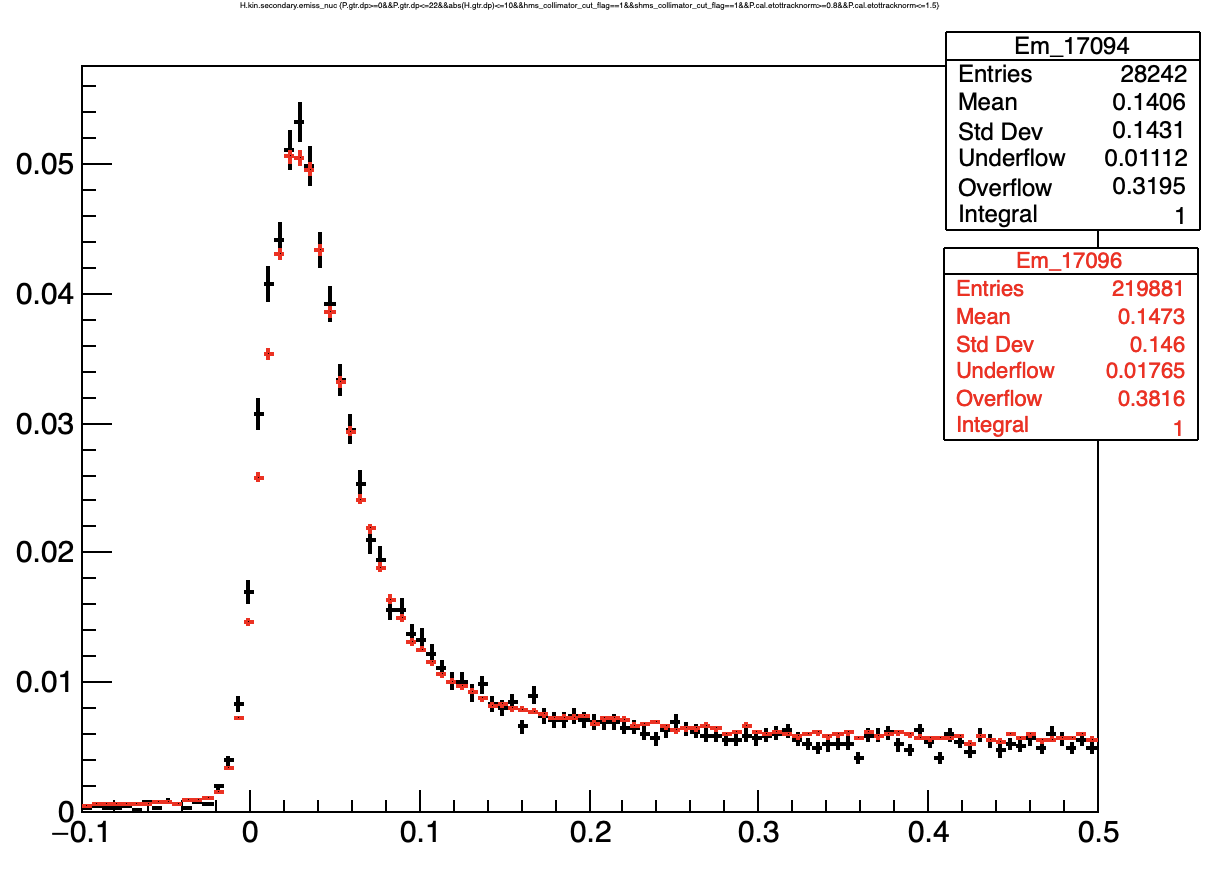 H.kin.secondary.emiss_nuc {P.gtr.dp>=0&&P.gtr.dp<=22&&abs(H.gtr.dp)<=10&&hms_collimator_cut_flag==1&&shms_collimator_cut_flag==1&&P.cal.etottracknorm>=0.8&&P.cal.etottracknorm<=1.5}
Em_17094
Entries 28242
Mean 0.1406
Std Dev 0.1431
Underflow 0.01112
Overflow 0.3195
Integral 1
Em_17096
Entries 219881
Mean 0.1473
Std Dev 0.146
Underflow 0.01765
Overflow 0.3816
Integral 1
0.05
0.04
0.03
0.02
0.01
0
−0.1 0 0.1 0.2 0.3 0.4 0.5